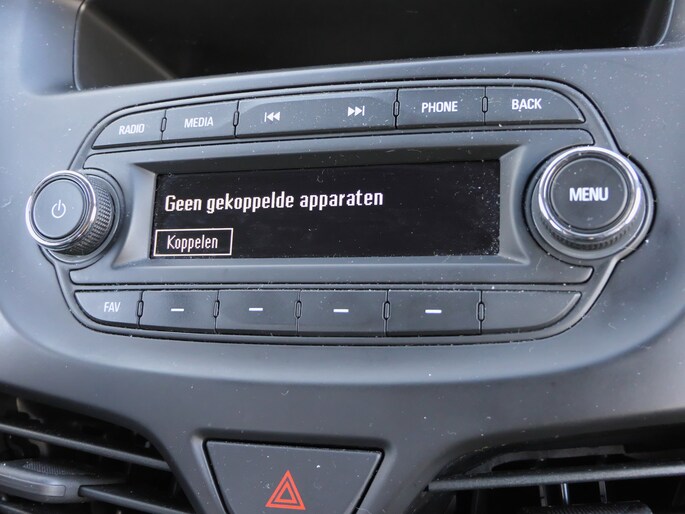 RADIO
MEDIA
PHONE
BACK
Geen gekoppelde apparaten
Koppelen
MENU
FAV